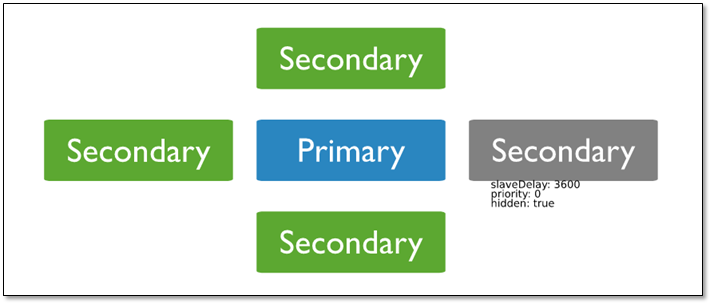 Secondary
Secondary
Primary
Secondary
slaveDelay: 3600
priority: 0
hidden: true
Secondary